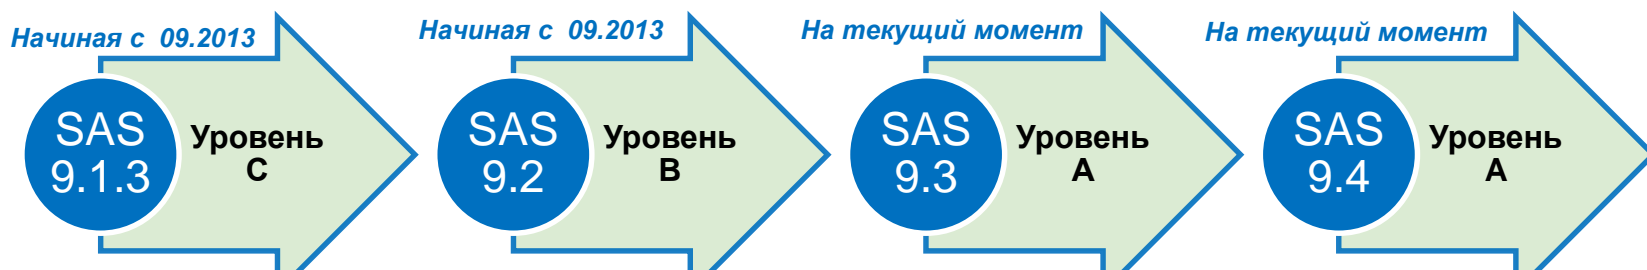 Начиная с 09.2013
SAS
9.1.3
Уровень
С
Начиная с 09.2013
SAS
9.2
Уровень
В
На текущий момент
SAS
9.3
Уровень
А
На текущий момент
SAS
9.4
Уровень
А